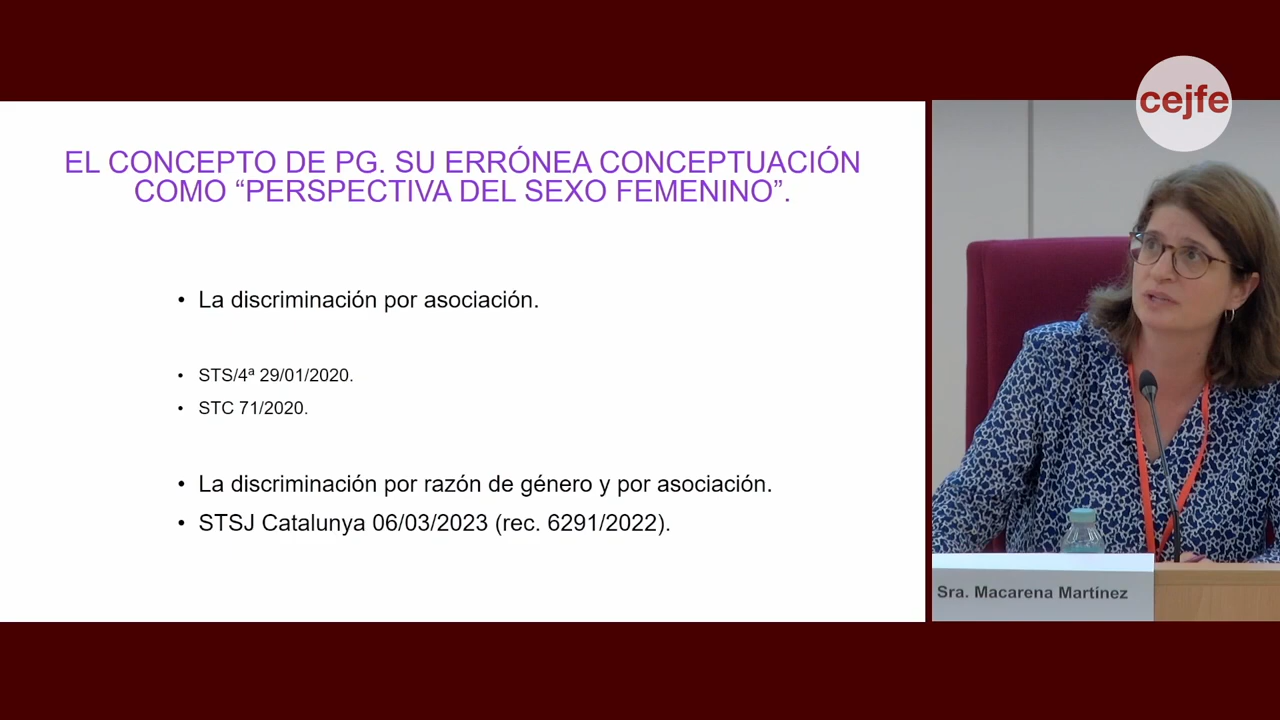 cejfe
EL CONCEPTO DE PG. SU ERRÓNEA CONCEPTUACIÓN
COMO “PERSPECTIVA DEL SEXO FEMENINO”.
• La discriminación por asociación.
• STS/4ª 29/01/2020.
• STC 71/2020.
• La discriminación por razón de género y por asociación.
• STSJ Catalunya 06/03/2023 (rec. 6291/2022).
Sra. Macarena Martínez